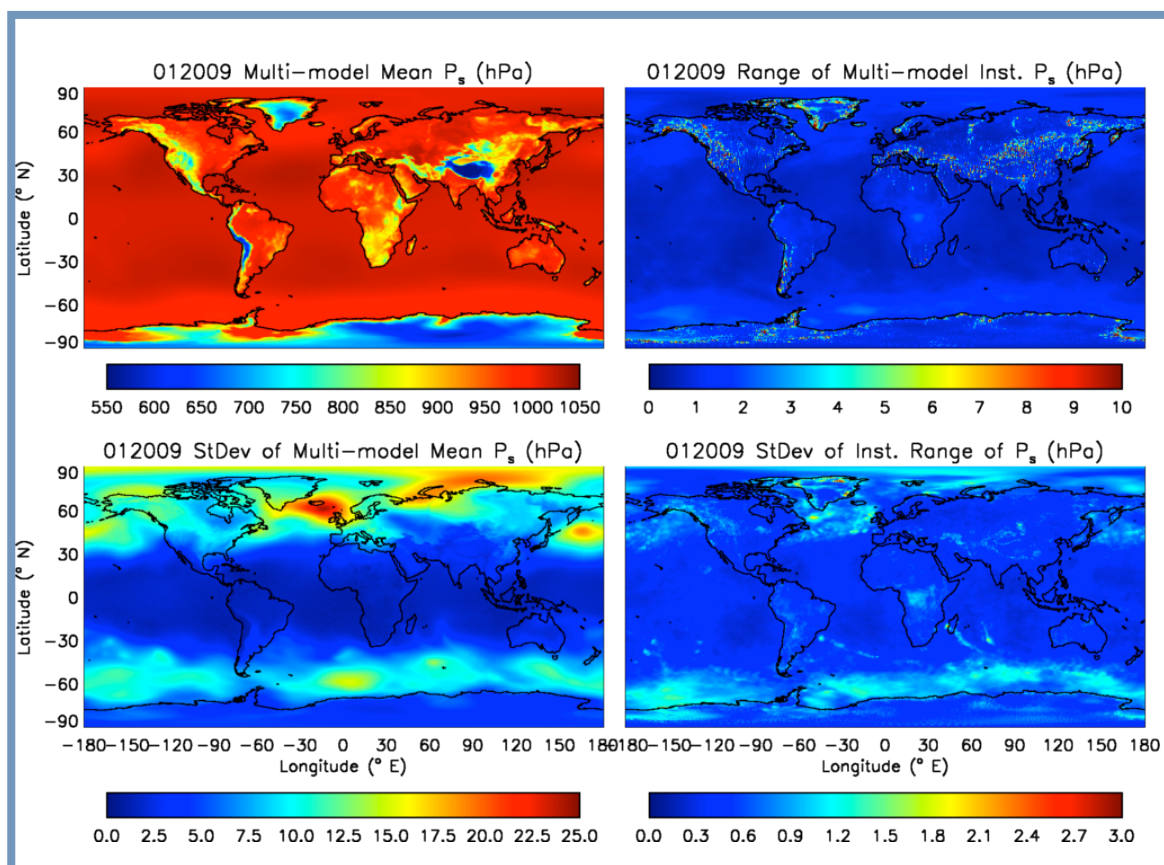 012009 Multi-model Mean Ps (hPa)
012009 Range of Multi-model Inst. Ps (hPa)
90
60
30
0
−30
−60
−90
Latitude (° N)
550 600 650 700 750 800 850 900 950 1000 1050
0 1 2 3 4 5 6 7 8 9 10
012009 StDev of Multi-model Mean Ps (hPa)
012009 StDev of Inst. Range of Ps (hPa)
90
60
30
0
−30
−60
−90
Latitude (° N)
−180−150−120 −90 −60 −30 0 30 60 90 120 150 180
−180−150−120 −90 −60 −30 0 30 60 90 120 150 180
Longitude (° E)
Longitude (° E)
0.0 2.5 5.0 7.5 10.0 12.5 15.0 17.5 20.0 22.5 25.0
0.0 0.3 0.6 0.9 1.2 1.5 1.8 2.1 2.4 2.7 3.0